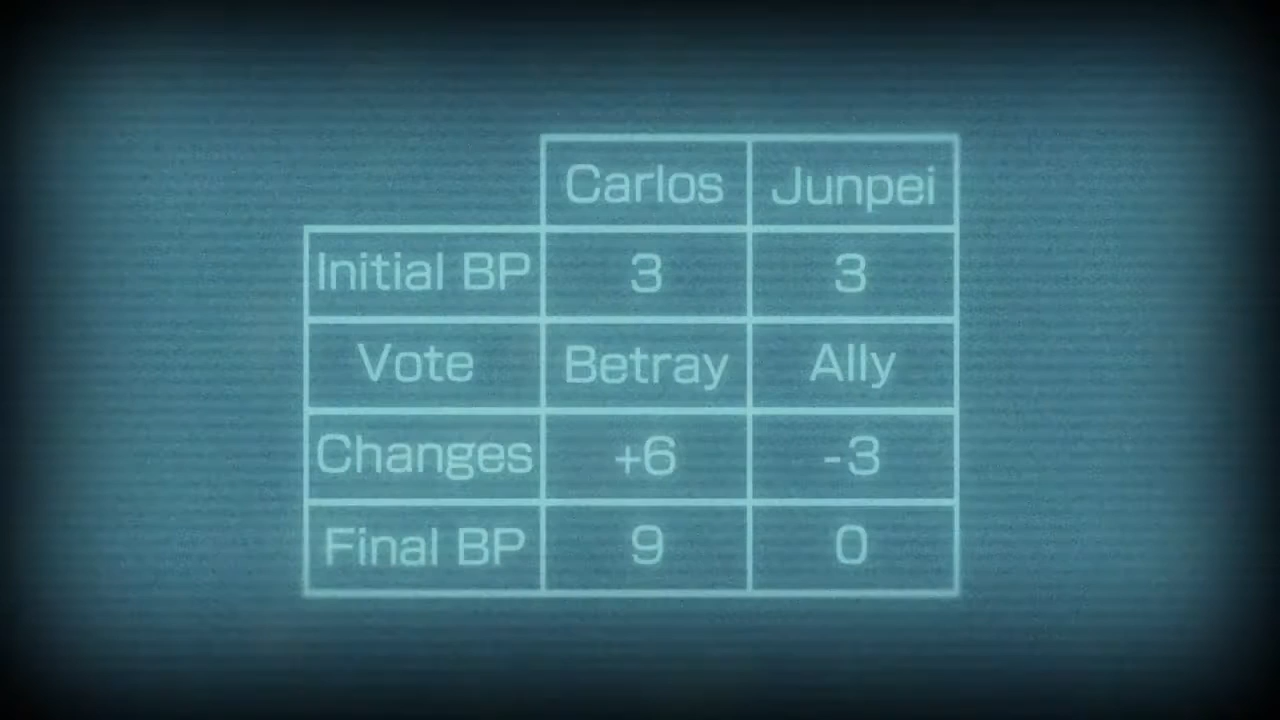 Carlos Junpei
Initial BP 3 3
Vote Betray Ally
Changes +6 -3
Final BP 9 0